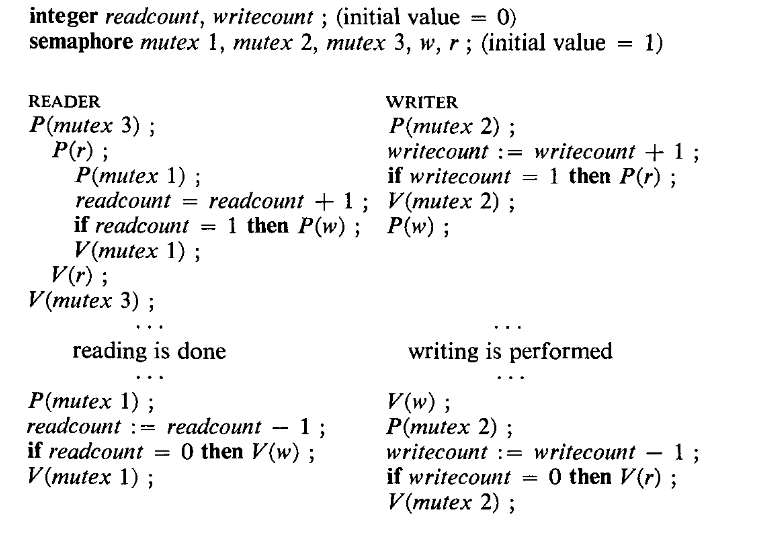 integer readcount, writecount ; (initial value = 0)
semaphore mutex 1, mutex 2, mutex 3, w, r ; (initial value = 1)
READER
P(mutex 3) ;
P(r) ;
P(mutex 1) ;
readcount = readcount + 1 ;
if readcount = 1 then P(w) ;
V(mutex 1) ;
V(r) ;
V(mutex 3) ;
...
reading is done
...
P(mutex 1) ;
readcount := readcount − 1 ;
if readcount = 0 then V(w) ;
V(mutex 1) ;
WRITER
P(mutex 2) ;
writecount := writecount + 1 ;
if writecount = 1 then P(r) ;
V(mutex 2) ;
P(w) ;
...
writing is performed
...
V(w) ;
P(mutex 2) ;
writecount := writecount − 1 ;
if writecount = 0 then V(r) ;
V(mutex 2) ;